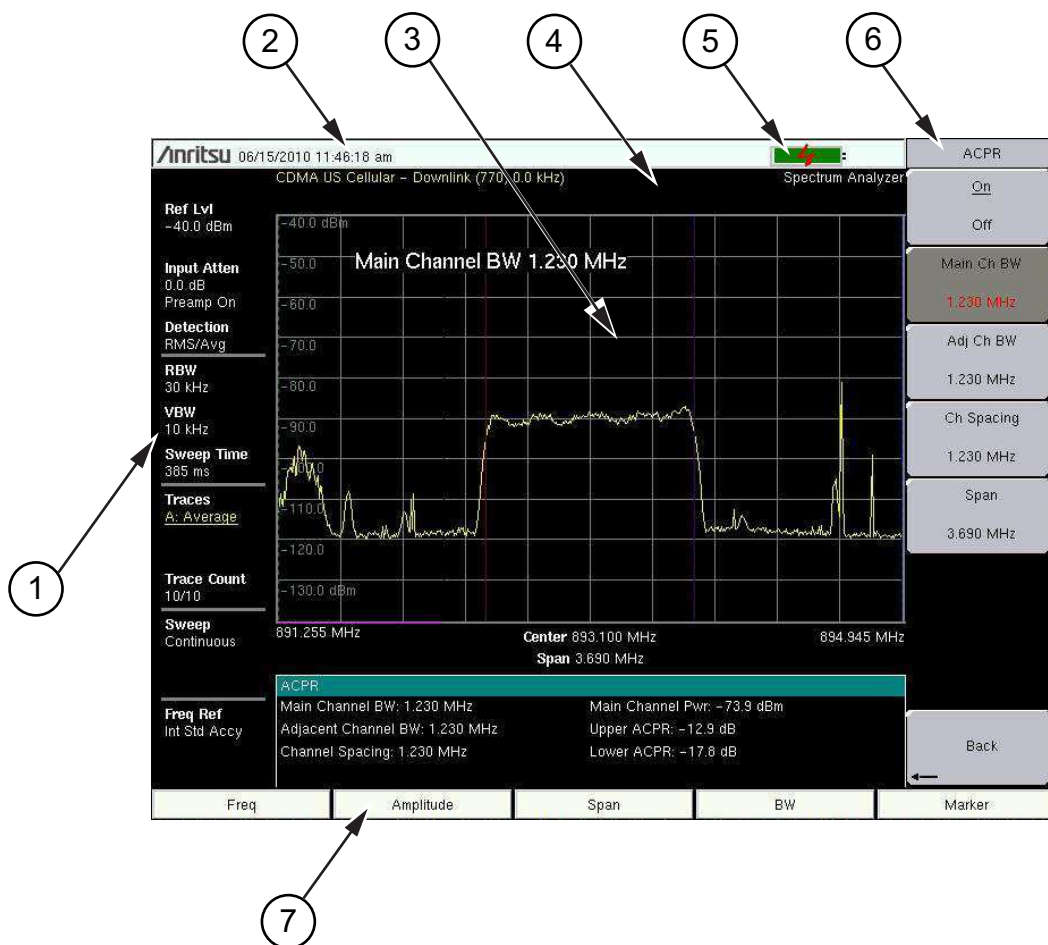 2
3
4
5
6
Anritsu 06/15/2010 11:46:18 am
ACPR
CDMA US Cellular – Downlink (770, 0.0 kHz)
Spectrum Analyzer
On
Off
Ref Lvl
-40.0 dBm
-40.0 dBm
Main Channel BW 1.230 MHz
-50.0
Main Ch BW
1.230 MHz
Input Atten
0.0 dB
Preamp On
-60.0
Detection
RMS/Avg
-70.0
Adj Ch BW
1.230 MHz
RBW
30 kHz
-80.0
VBW
10 kHz
-90.0
Ch Spacing
1.230 MHz
Sweep Time
385 ms
Traces
A: Average
-110.0
Span
3.690 MHz
-120.0
1
Trace Count
10/10
-130.0 dBm
Sweep
Continuous
891.255 MHz
Center 893.100 MHz
894.945 MHz
Span 3.690 MHz
ACPR
Main Channel BW: 1.230 MHz
Main Channel Pwr: -73.9 dBm
Adjacent Channel BW: 1.230 MHz
Upper ACPR: -12.9 dB
Channel Spacing: 1.230 MHz
Lower ACPR: -17.8 dB
Freq Ref
Int Std Accy
Back
Freq
Amplitude
Span
BW
Marker
7